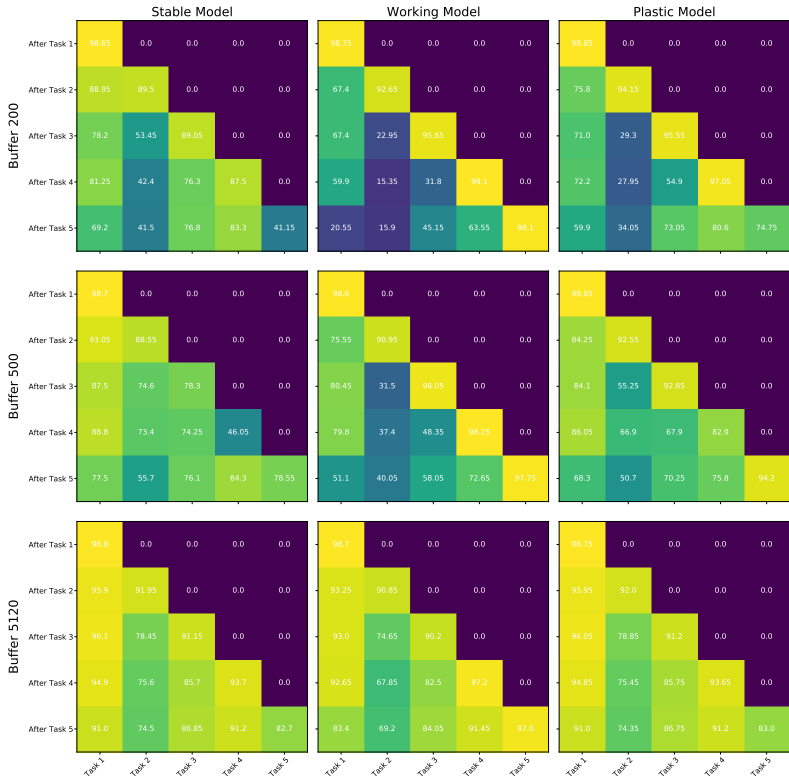 Stable Model Working Model Plastic Model
Buffer 200
After Task 1 98.65 0.0 0.0 0.0 0.0 98.35 0.0 0.0 0.0 0.0 98.85 0.0 0.0 0.0 0.0
After Task 2 88.95 89.5 0.0 0.0 0.0 67.4 92.65 0.0 0.0 0.0 75.8 94.15 0.0 0.0 0.0
After Task 3 78.2 53.45 89.05 0.0 0.0 67.4 22.95 95.65 0.0 0.0 71.0 29.3 95.55 0.0 0.0
After Task 4 81.25 42.4 76.3 87.5 0.0 59.9 15.35 31.8 99.1 0.0 72.2 27.95 54.9 97.05 0.0
After Task 5 69.2 41.5 76.8 83.3 41.15 20.55 15.9 45.15 63.55 98.1 59.9 34.05 73.05 80.6 74.75
Buffer 500
After Task 1 98.7 0.0 0.0 0.0 0.0 98.6 0.0 0.0 0.0 0.0 98.85 0.0 0.0 0.0 0.0
After Task 2 93.05 88.55 0.0 0.0 0.0 75.55 90.95 0.0 0.0 0.0 84.25 92.55 0.0 0.0 0.0
After Task 3 87.5 74.6 78.3 0.0 0.0 80.45 31.5 96.05 0.0 0.0 84.1 55.25 92.65 0.0 0.0
After Task 4 88.8 73.4 74.25 46.05 0.0 79.8 37.4 48.35 98.25 0.0 86.05 66.9 67.9 82.9 0.0
After Task 5 77.5 55.7 76.1 84.3 78.55 51.1 40.05 58.05 72.65 97.75 68.3 50.7 70.25 75.8 94.2
Buffer 5120
After Task 1 98.8 0.0 0.0 0.0 0.0 98.7 0.0 0.0 0.0 0.0 98.75 0.0 0.0 0.0 0.0
After Task 2 95.9 91.95 0.0 0.0 0.0 93.25 90.85 0.0 0.0 0.0 95.85 92.0 0.0 0.0 0.0
After Task 3 96.1 78.45 91.15 0.0 0.0 93.0 74.65 90.2 0.0 0.0 96.05 78.85 91.2 0.0 0.0
After Task 4 94.9 75.6 85.7 93.7 0.0 92.65 67.85 82.5 97.2 0.0 94.85 75.45 85.75 93.65 0.0
After Task 5 91.0 74.5 86.85 91.2 82.7 83.4 69.2 84.05 91.45 97.8 91.0 74.35 86.75 91.2 83.0
Task 1 Task 2 Task 3 Task 4 Task 5 Task 1 Task 2 Task 3 Task 4 Task 5 Task 1 Task 2 Task 3 Task 4 Task 5